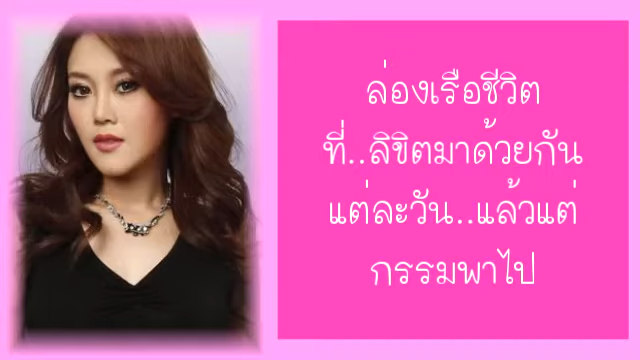 ล่องเรือชีวิต
ที่..ลิขิตมาด้วยกัน
แต่ละวัน..แล้วแต่
กรรมพาไป